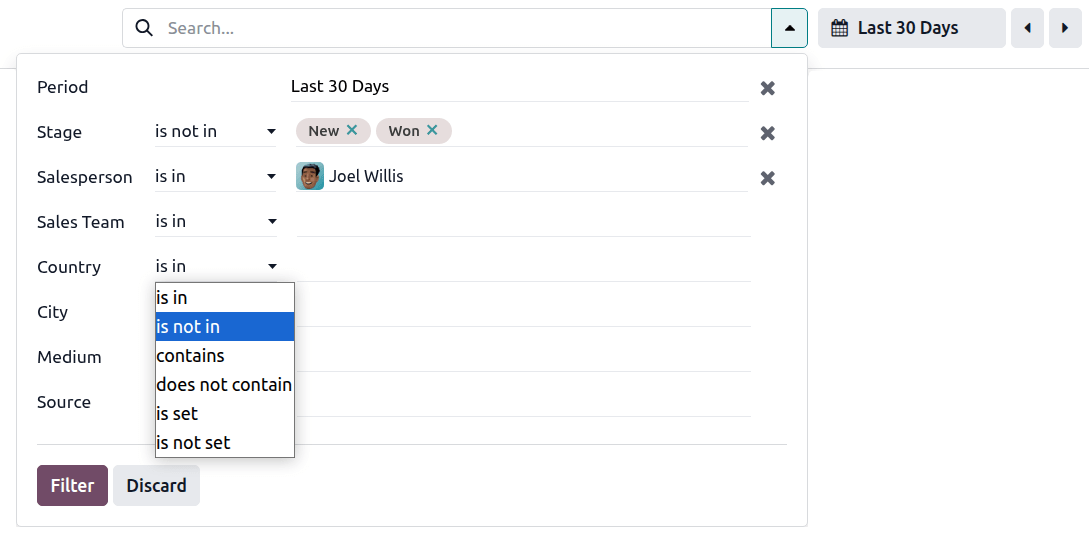 Search...
Last 30 Days
Period Last 30 Days
Stage is not in New Won
Salesperson is in Joel Willis
Sales Team is in
Country is in
is in
City
is not in
Medium
contains
does not contain
Source
is set
is not set
Filter Discard